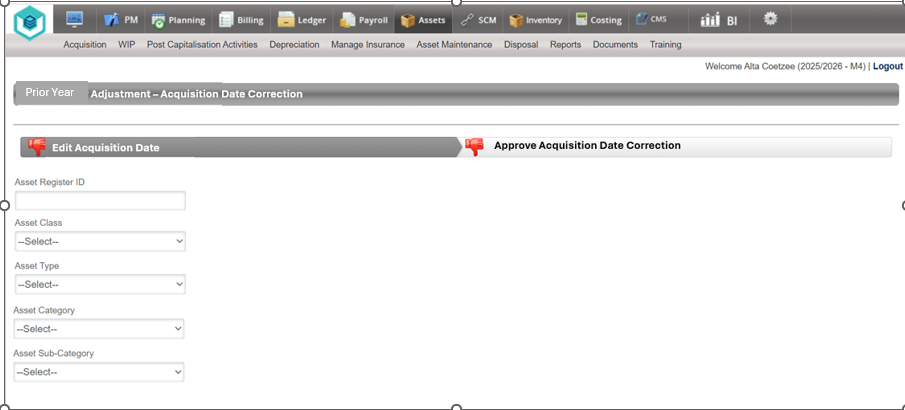 PM Planning Billing Ledger Payroll Assets SCM Inventory Costing CMS BI
Acquisition WIP Post Capitalisation Activities Depreciation Manage Insurance Asset Maintenance Disposal Reports Documents Training
Welcome Alta Coetzee (2025/2026 - M4) | Logout
Prior Year Adjustment – Acquisition Date Correction
Edit Acquisition Date Approve Acquisition Date Correction
Asset Register ID
Asset Class
--Select--
Asset Type
--Select--
Asset Category
--Select--
Asset Sub-Category
--Select--